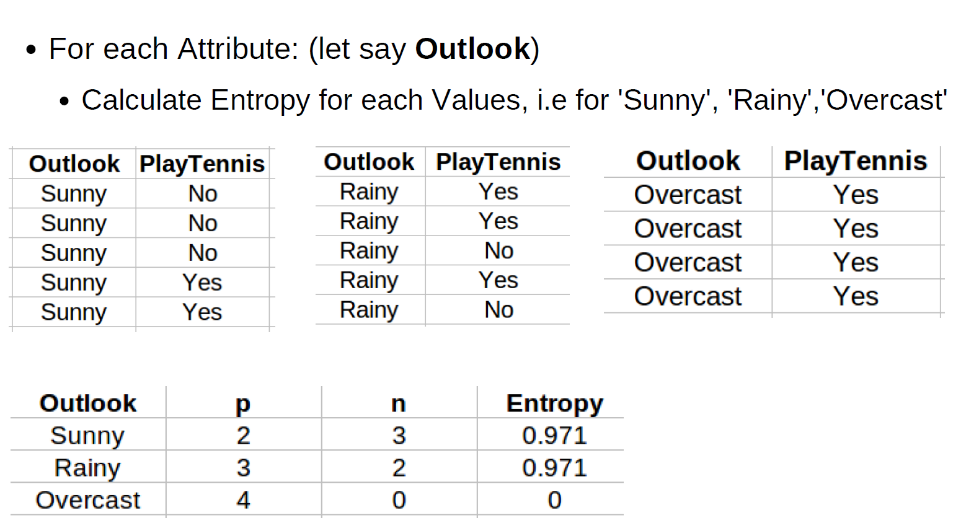 • For each Attribute: (let say Outlook)
• Calculate Entropy for each Values, i.e for 'Sunny', 'Rainy','Overcast'
Outlook PlayTennis
Sunny No
Sunny No
Sunny No
Sunny Yes
Sunny Yes
Outlook PlayTennis
Rainy Yes
Rainy Yes
Rainy No
Rainy Yes
Rainy No
Outlook PlayTennis
Overcast Yes
Overcast Yes
Overcast Yes
Overcast Yes
Outlook p n Entropy
Sunny 2 3 0.971
Rainy 3 2 0.971
Overcast 4 0 0